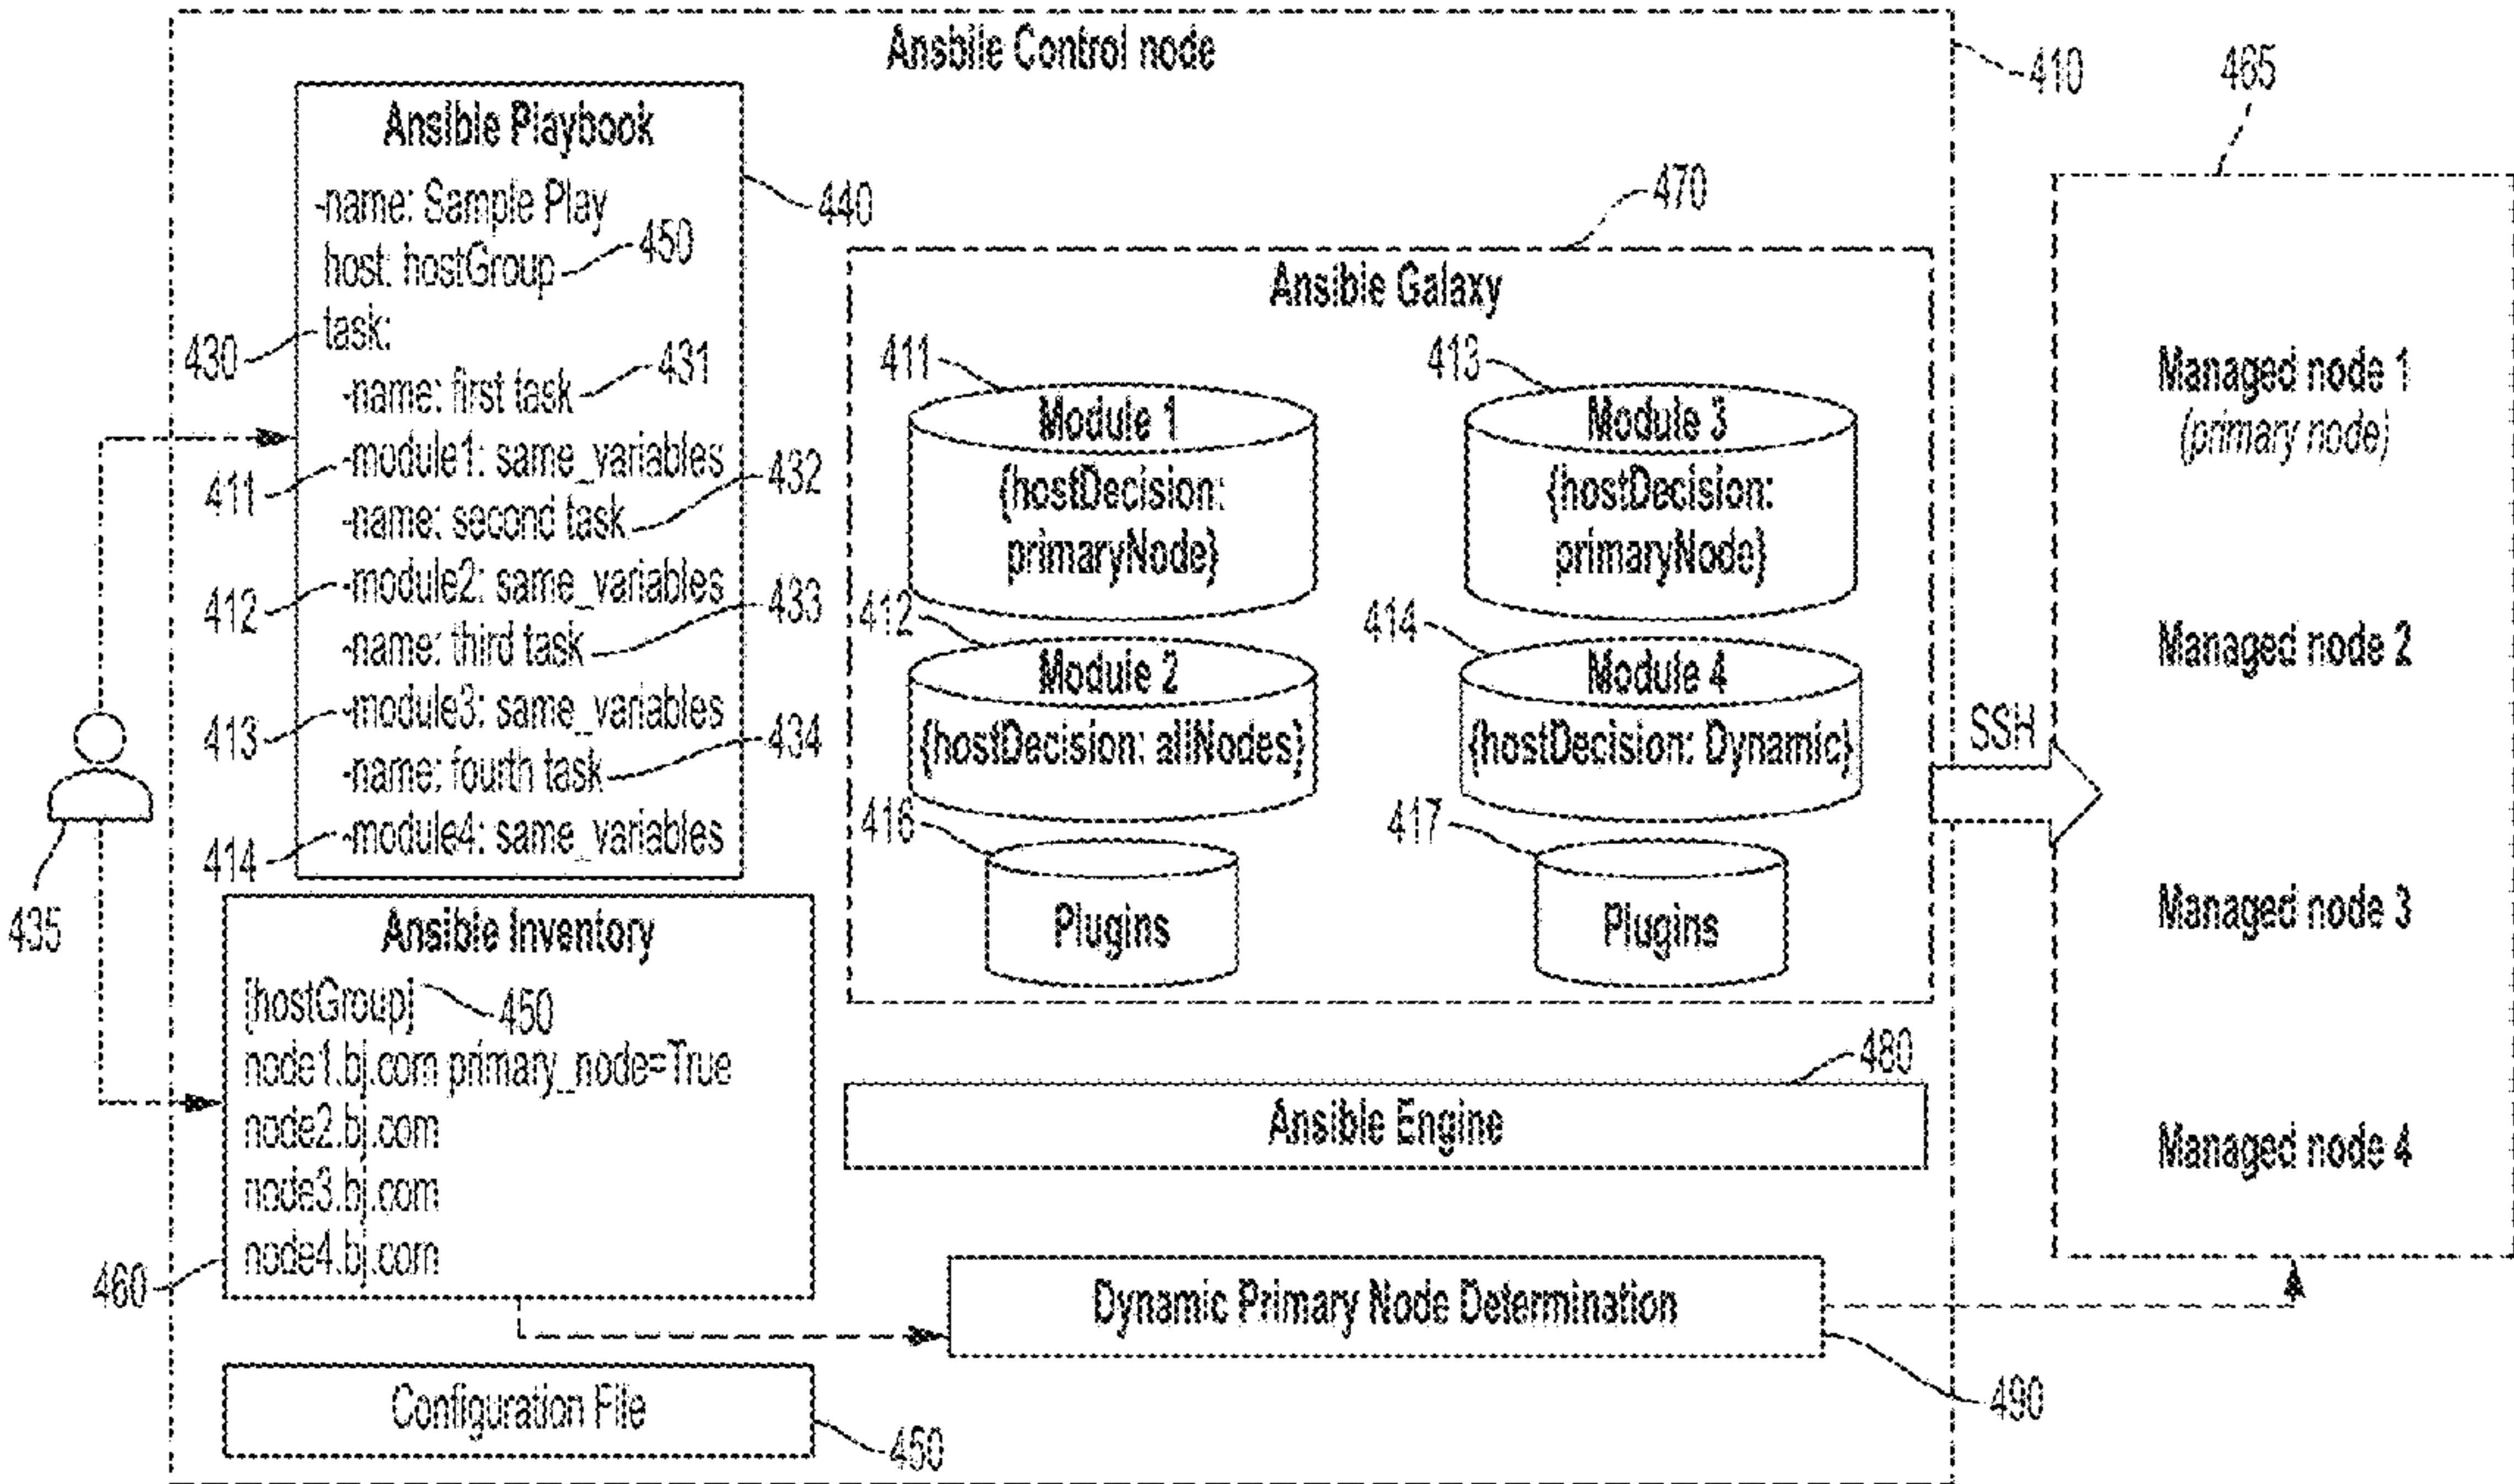 Ansbile Control node
410
465
Ansible Playbook
-name: Sample Play
440
host: hostGroup
450
task:
430
-name: first task
431
-module1: same_variables
411
-name: second task
432
-module2: same_variables
412
-name: third task
433
-module3: same_variables
413
-name: fourth task
434
-module4: same_variables
414
435
Ansible Inventory
[hostGroup]
450
node1.bj.com primary_node=True
node2.bj.com
node3.bj.com
node4.bj.com
460
Configuration File
450
470
Ansible Galaxy
411
Module 1
{hostDecision:
primaryNode}
413
Module 3
{hostDecision:
primaryNode}
412
Module 2
{hostDecision: allNodes}
414
Module 4
{hostDecision: Dynamic}
416
Plugins
417
Plugins
480
Ansible Engine
Dynamic Primary Node Determination
490
SSH
Managed node 1
(primary node)
Managed node 2
Managed node 3
Managed node 4